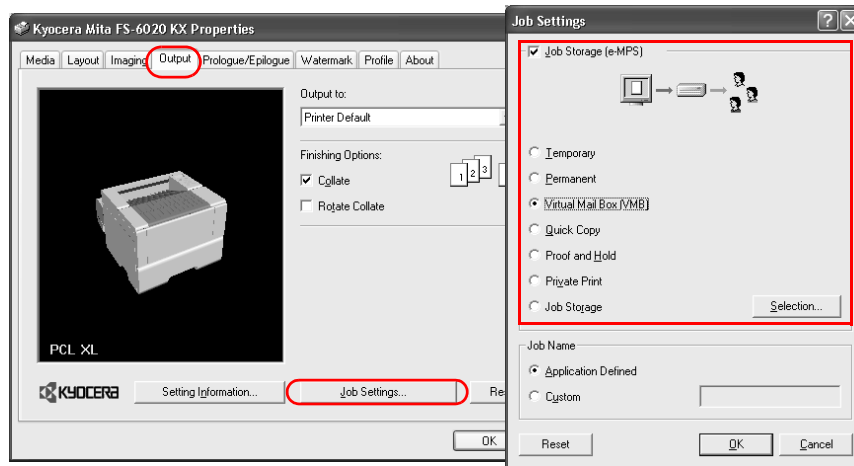 Kyocera Mita FS-6020 KX Properties
Media Layout Imaging Output Prologue/Epilogue Watermark Profile About
Output to:
Printer Default
Finishing Options:
Collate
1 2 3
Rotate Collate
PCL XL
KYOCERA
Setting Information...
Job Settings...
Re
OK
Job Settings
Job Storage (e-MPS)
Temporary
Permanent
Virtual Mail Box (VMB)
Quick Copy
Proof and Hold
Private Print
Job Storage
Selection...
Job Name
Application Defined
Custom
Reset
OK
Cancel